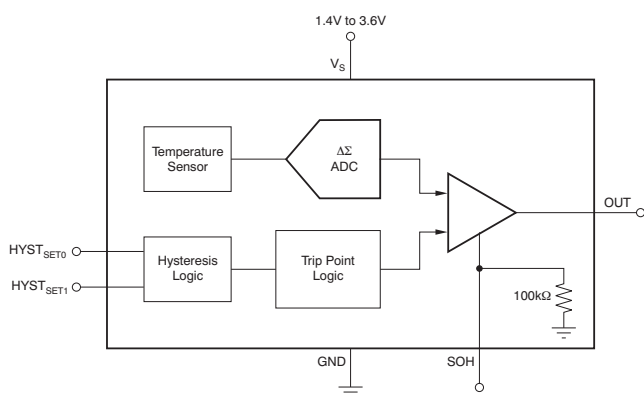 1.4V to 3.6V
VS
Temperature
Sensor
ΔΣ
ADC
OUT
HYSTSET0
HYSTSET1
Hysteresis
Logic
Trip Point
Logic
100kΩ
GND
SOH